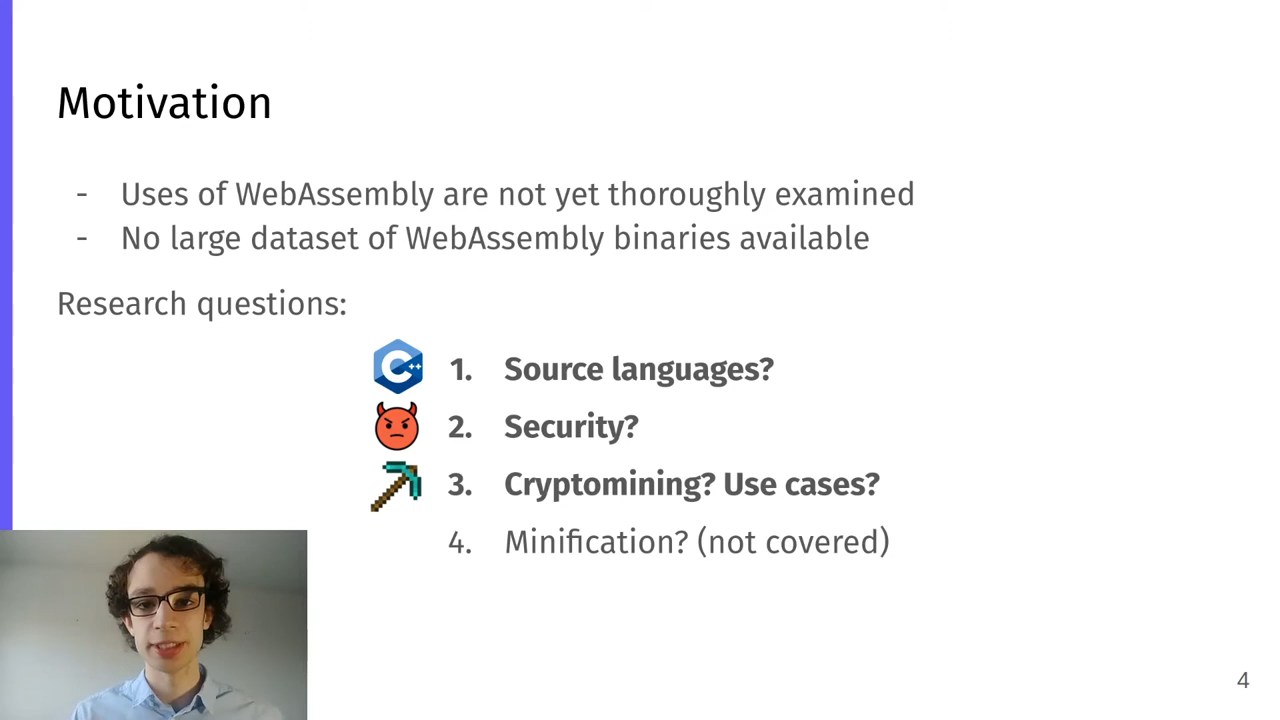 Motivation
- Uses of WebAssembly are not yet thoroughly examined
- No large dataset of WebAssembly binaries available
Research questions:
C++ 1. Source languages?
2. Security?
3. Cryptomining? Use cases?
4. Minification? (not covered)
4